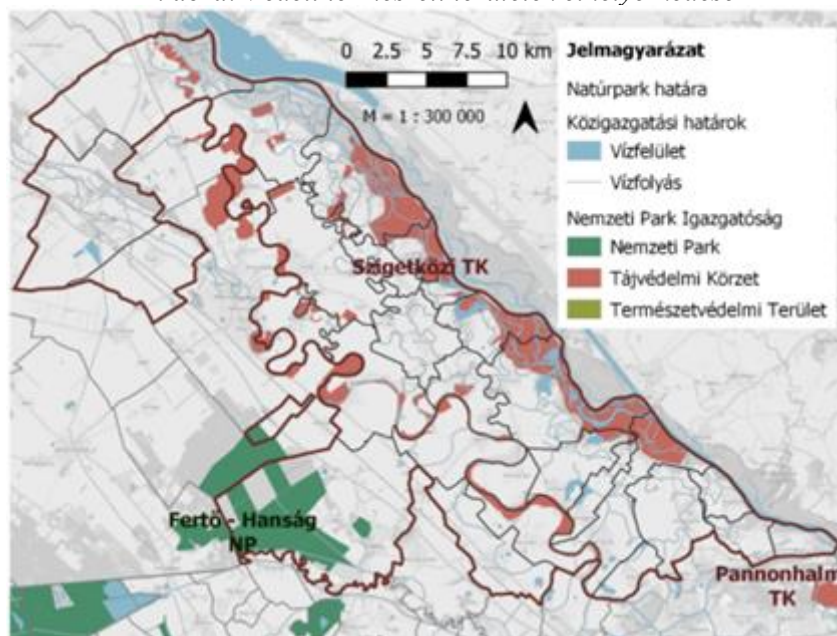 0 2.5 5 7.5 10 km
M = 1 : 300 000
Jelmagyarázat
Natúrpark határa
Közigazgatási határok
Vízfelület
Vízfolyás
Nemzeti Park Igazgatóság
Nemzeti Park
Tájvédelmi Körzet
Természetvédelmi Terület
Szigetközi TK
Fertő - Hanság
NP
Pannonhalm
TK